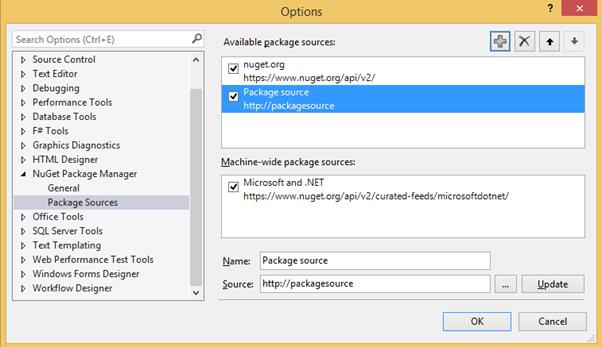 Options
?
Search Options (Ctrl+E)
Source Control
Text Editor
Debugging
Performance Tools
Database Tools
F# Tools
Graphics Diagnostics
HTML Designer
NuGet Package Manager
General
Package Sources
Office Tools
SQL Server Tools
Text Templating
Web Performance Test Tools
Windows Forms Designer
Workflow Designer
Available package sources:
nuget.org
https://www.nuget.org/api/v2/
Package source
http://packagesource
Machine-wide package sources:
Microsoft and .NET
https://www.nuget.org/api/v2/curated-feeds/microsoftdotnet/
Name: Package source
Source: http://packagesource ... Update
OK Cancel